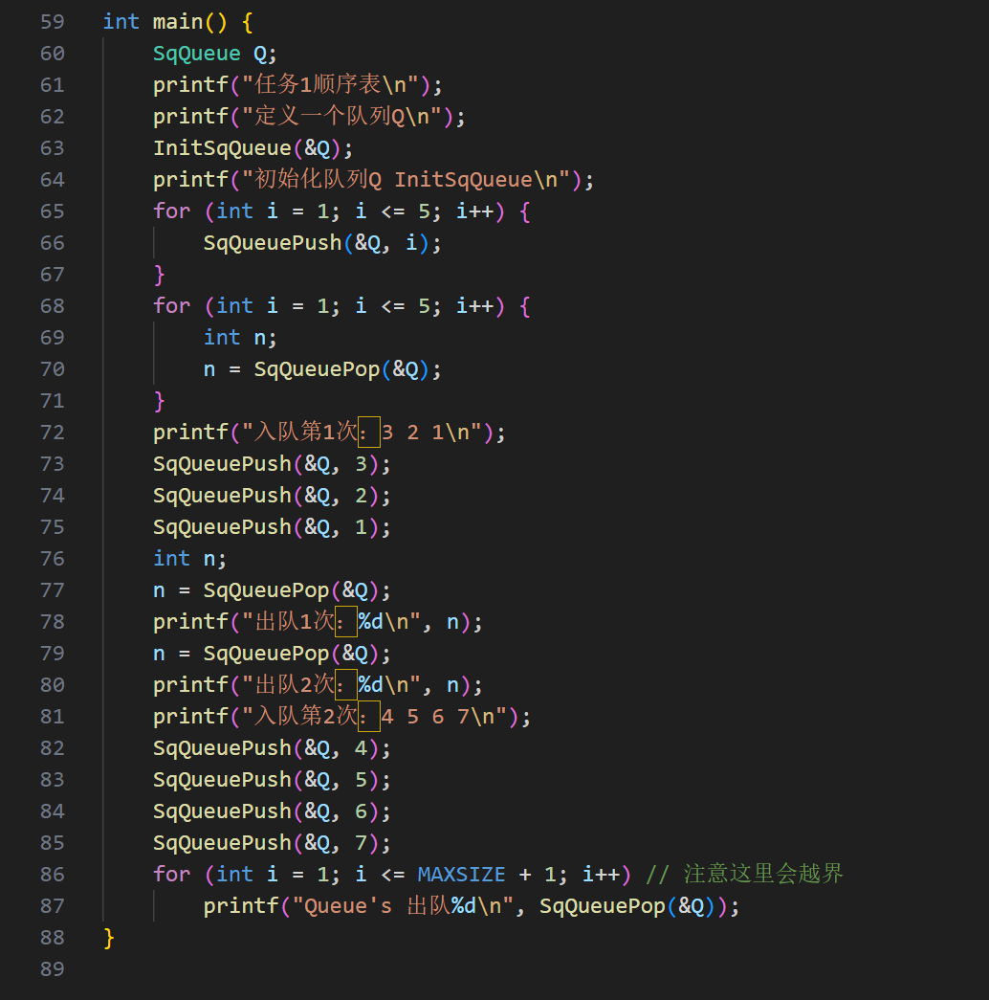 59 int main() {
60     SqQueue Q;
61     printf("任务1顺序表\n");
62     printf("定义一个队列Q\n");
63     InitSqQueue(&Q);
64     printf("初始化队列Q InitSqQueue\n");
65     for (int i = 1; i <= 5; i++) {
66         SqQueuePush(&Q, i);
67     }
68     for (int i = 1; i <= 5; i++) {
69         int n;
70         n = SqQueuePop(&Q);
71     }
72     printf("入队第1次：3 2 1\n");
73     SqQueuePush(&Q, 3);
74     SqQueuePush(&Q, 2);
75     SqQueuePush(&Q, 1);
76     int n;
77     n = SqQueuePop(&Q);
78     printf("出队1次：%d\n", n);
79     n = SqQueuePop(&Q);
80     printf("出队2次：%d\n", n);
81     printf("入队第2次：4 5 6 7\n");
82     SqQueuePush(&Q, 4);
83     SqQueuePush(&Q, 5);
84     SqQueuePush(&Q, 6);
85     SqQueuePush(&Q, 7);
86     for (int i = 1; i <= MAXSIZE + 1; i++) // 注意这里会越界
87         printf("Queue's 出队%d\n", SqQueuePop(&Q));
88 }
89